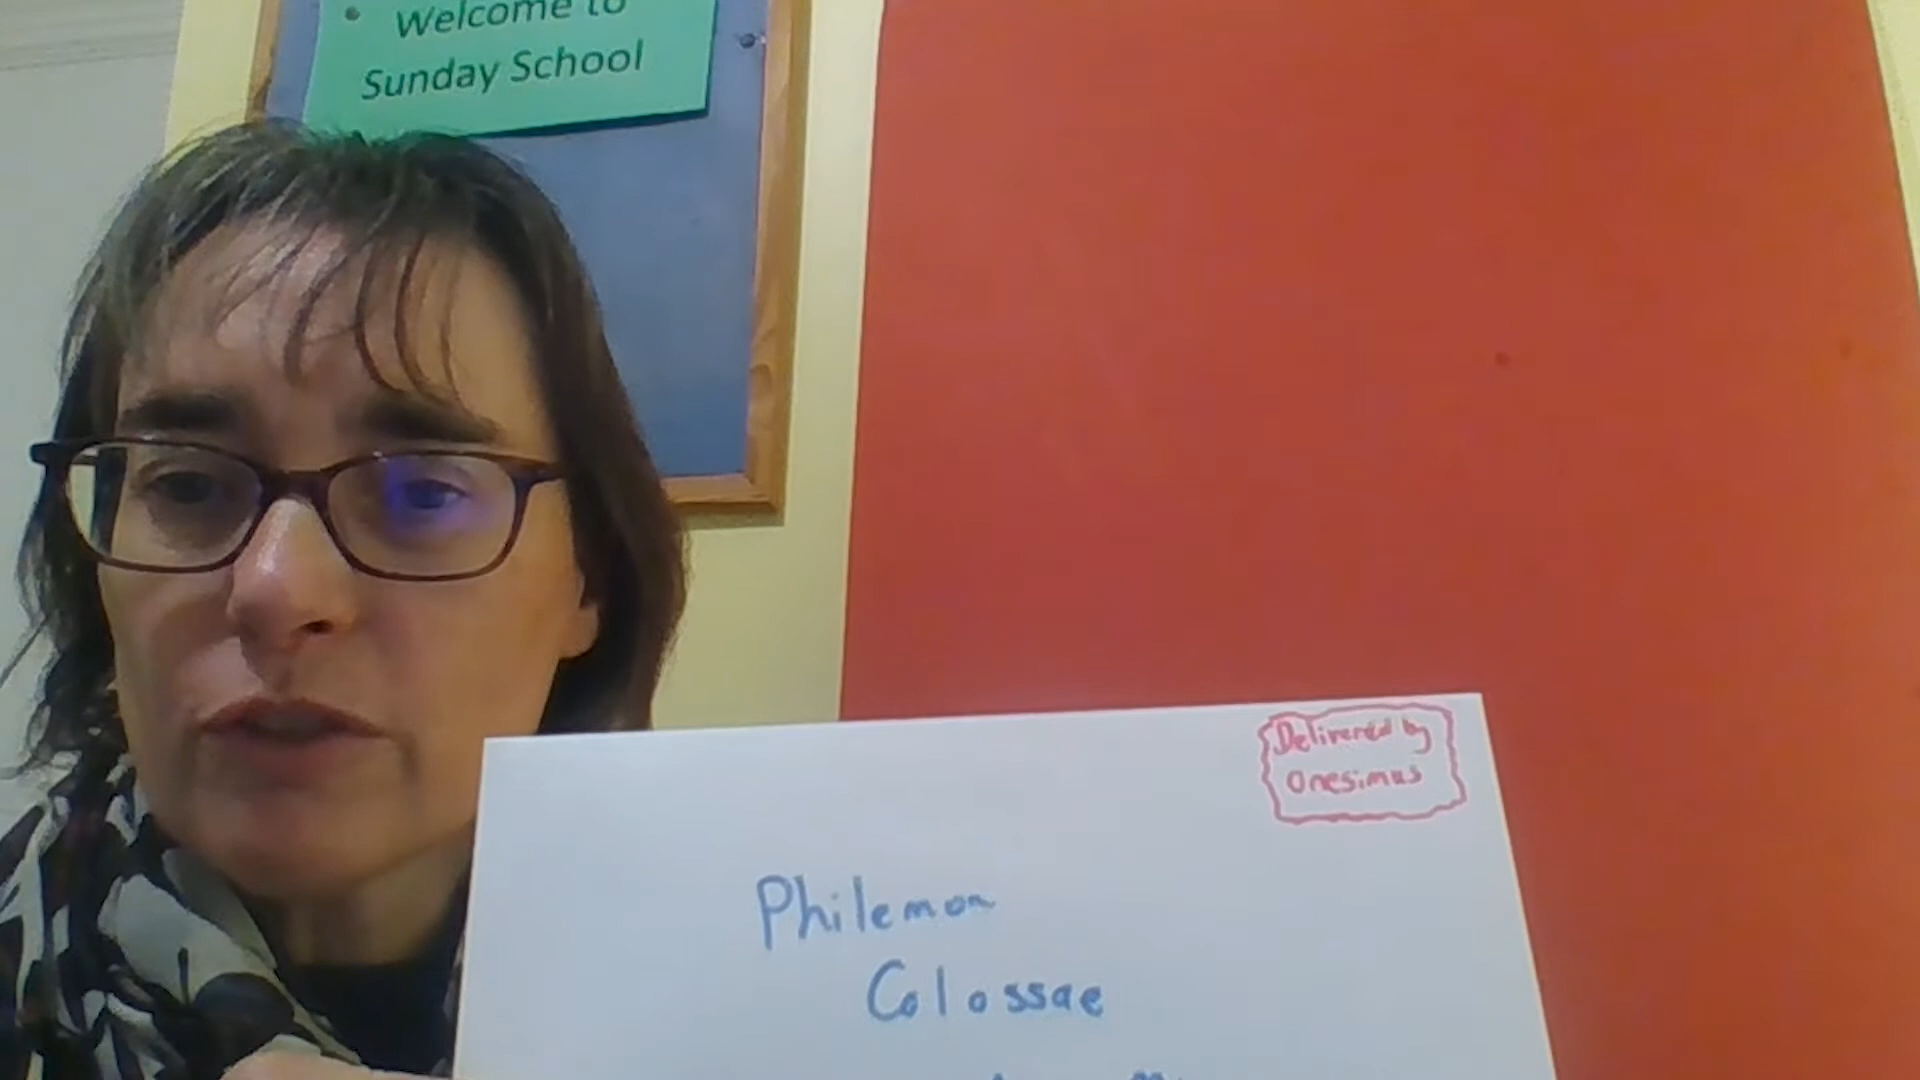 • Welcome to
Sunday School
Delivered by
Onesimus
Philemon
Colossae